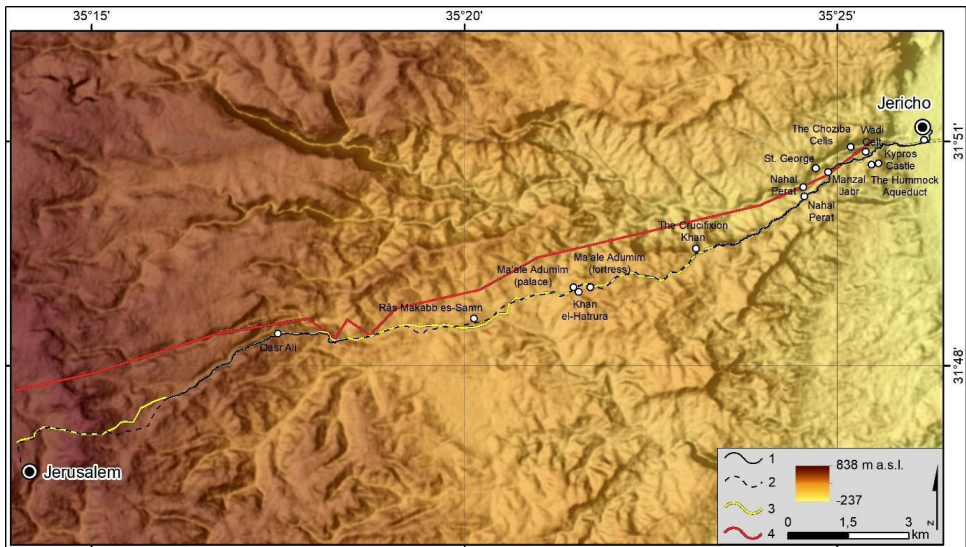 35°15'
35°20'
35°25'
Jericho
31°51'
The Choziba
Cells
Wadi
Qelt
St. George
Kypros
Castle
Nahal
Perat
Manzal
Jabr
The Hummock
Aqueduct
Nahal
Perat
The Crucifixion
Khan
Ma'ale Adumim
(palace)
Ma'ale Adumim
(fortress)
Khan
el-Hatrura
Râs Makabb es-Samn
Qasr Ali
31°48'
Jerusalem
1
2
3
4
838 m a.s.l.
-237
0 1,5 3
km
N